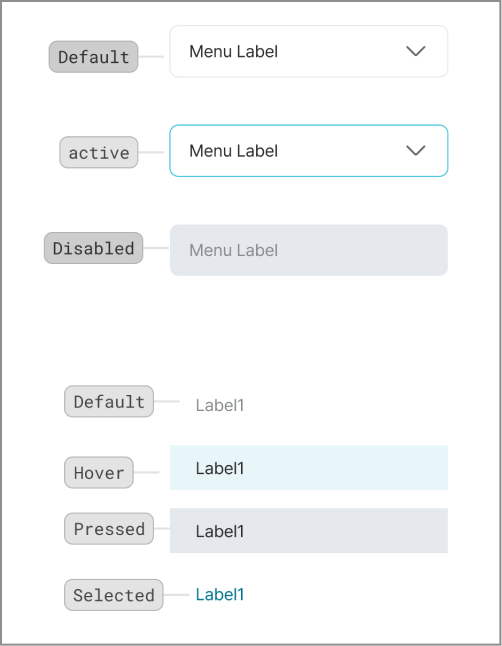 Default
Menu Label
active
Menu Label
Disabled
Menu Label
Default
Label1
Hover
Label1
Pressed
Label1
Selected
Label1